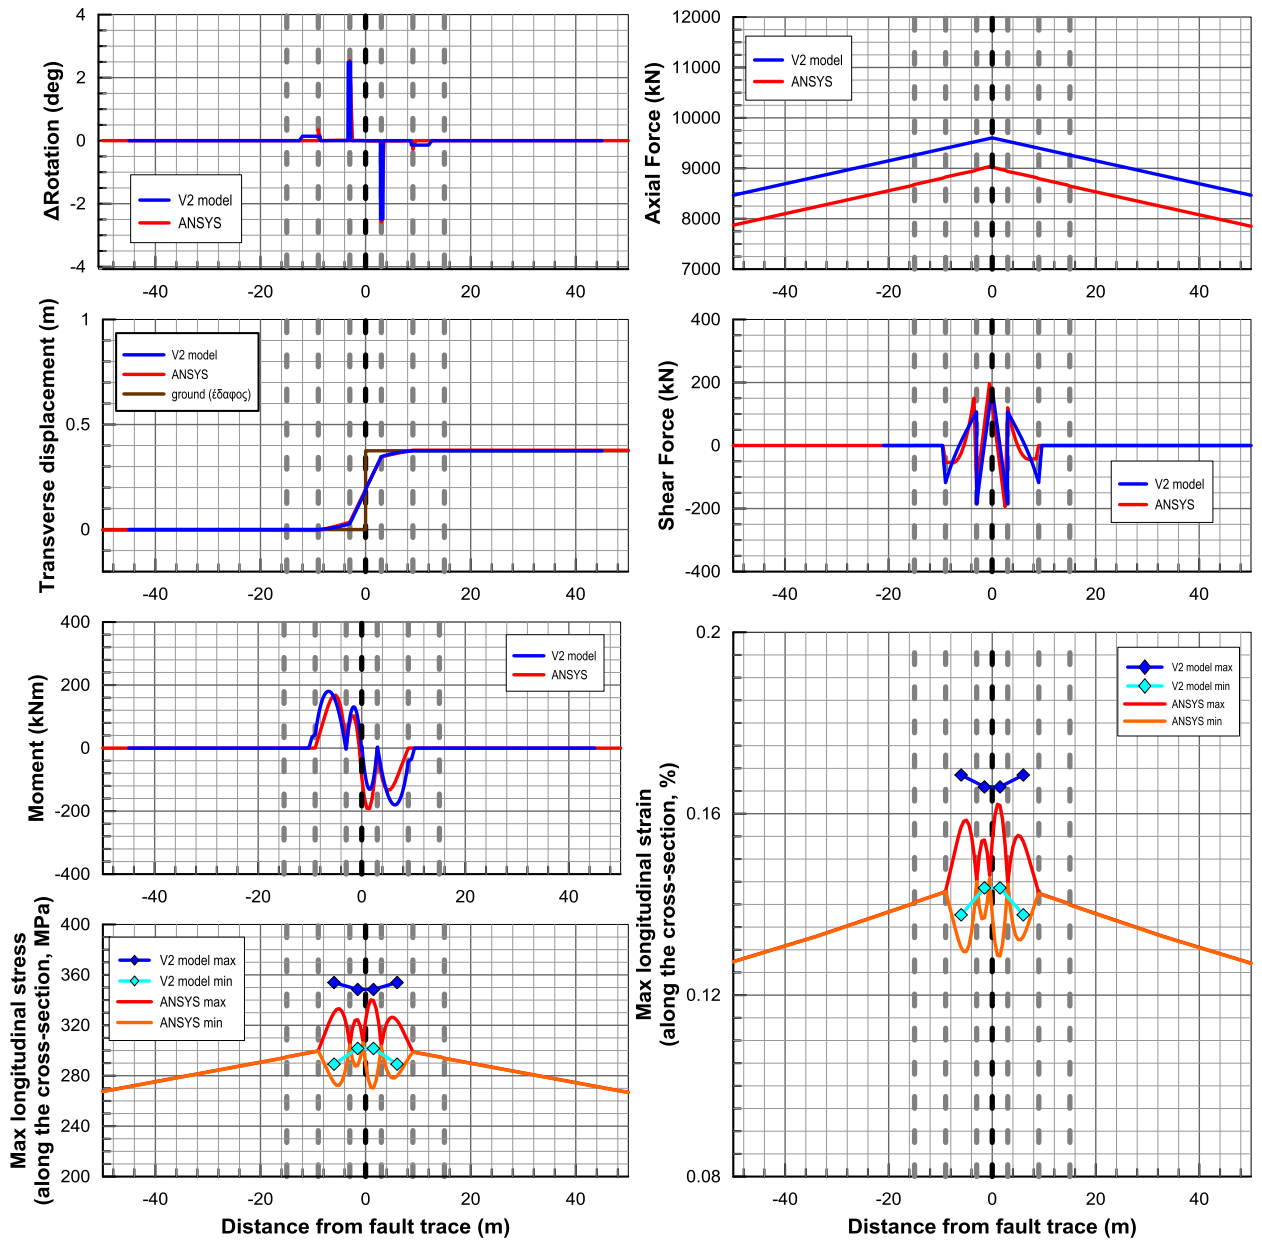 4
2
0
-2
-4
ΔRotation (deg)
V2 model
ANSYS
-40
-20
0
20
40
12000
11000
10000
9000
8000
7000
Axial Force (kN)
V2 model
ANSYS
-40
-20
0
20
40
1
0.5
0
Transverse displacement (m)
V2 model
ANSYS
ground (έδαφος)
-40
-20
0
20
40
400
200
0
-200
-400
Shear Force (kN)
V2 model
ANSYS
-40
-20
0
20
40
400
200
0
-200
-400
Moment (kNm)
V2 model
ANSYS
-40
-20
0
20
40
400
360
320
280
240
200
Max longitudinal stress
(along the cross-section, MPa)
V2 model max
V2 model min
ANSYS max
ANSYS min
-40
-20
0
20
40
Distance from fault trace (m)
0.2
0.16
0.12
0.08
Max longitudinal strain
(along the cross-section, %)
V2 model max
V2 model min
ANSYS max
ANSYS min
-40
-20
0
20
40
Distance from fault trace (m)